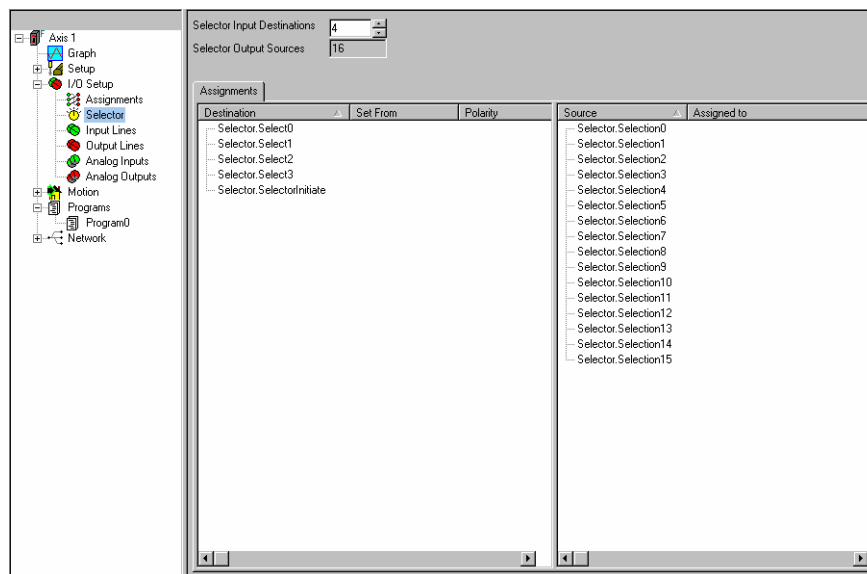 Axis 1
Graph
Setup
I/O Setup
Assignments
Selector
Input Lines
Output Lines
Analog Inputs
Analog Outputs
Motion
Programs
Program0
Network
Selector Input Destinations 4
Selector Output Sources 16
Assignments
Destination Set From Polarity
Selector.Select0
Selector.Select1
Selector.Select2
Selector.Select3
Selector.SelectorInitiate
Source Assigned to
Selector.Selection0
Selector.Selection1
Selector.Selection2
Selector.Selection3
Selector.Selection4
Selector.Selection5
Selector.Selection6
Selector.Selection7
Selector.Selection8
Selector.Selection9
Selector.Selection10
Selector.Selection11
Selector.Selection12
Selector.Selection13
Selector.Selection14
Selector.Selection15